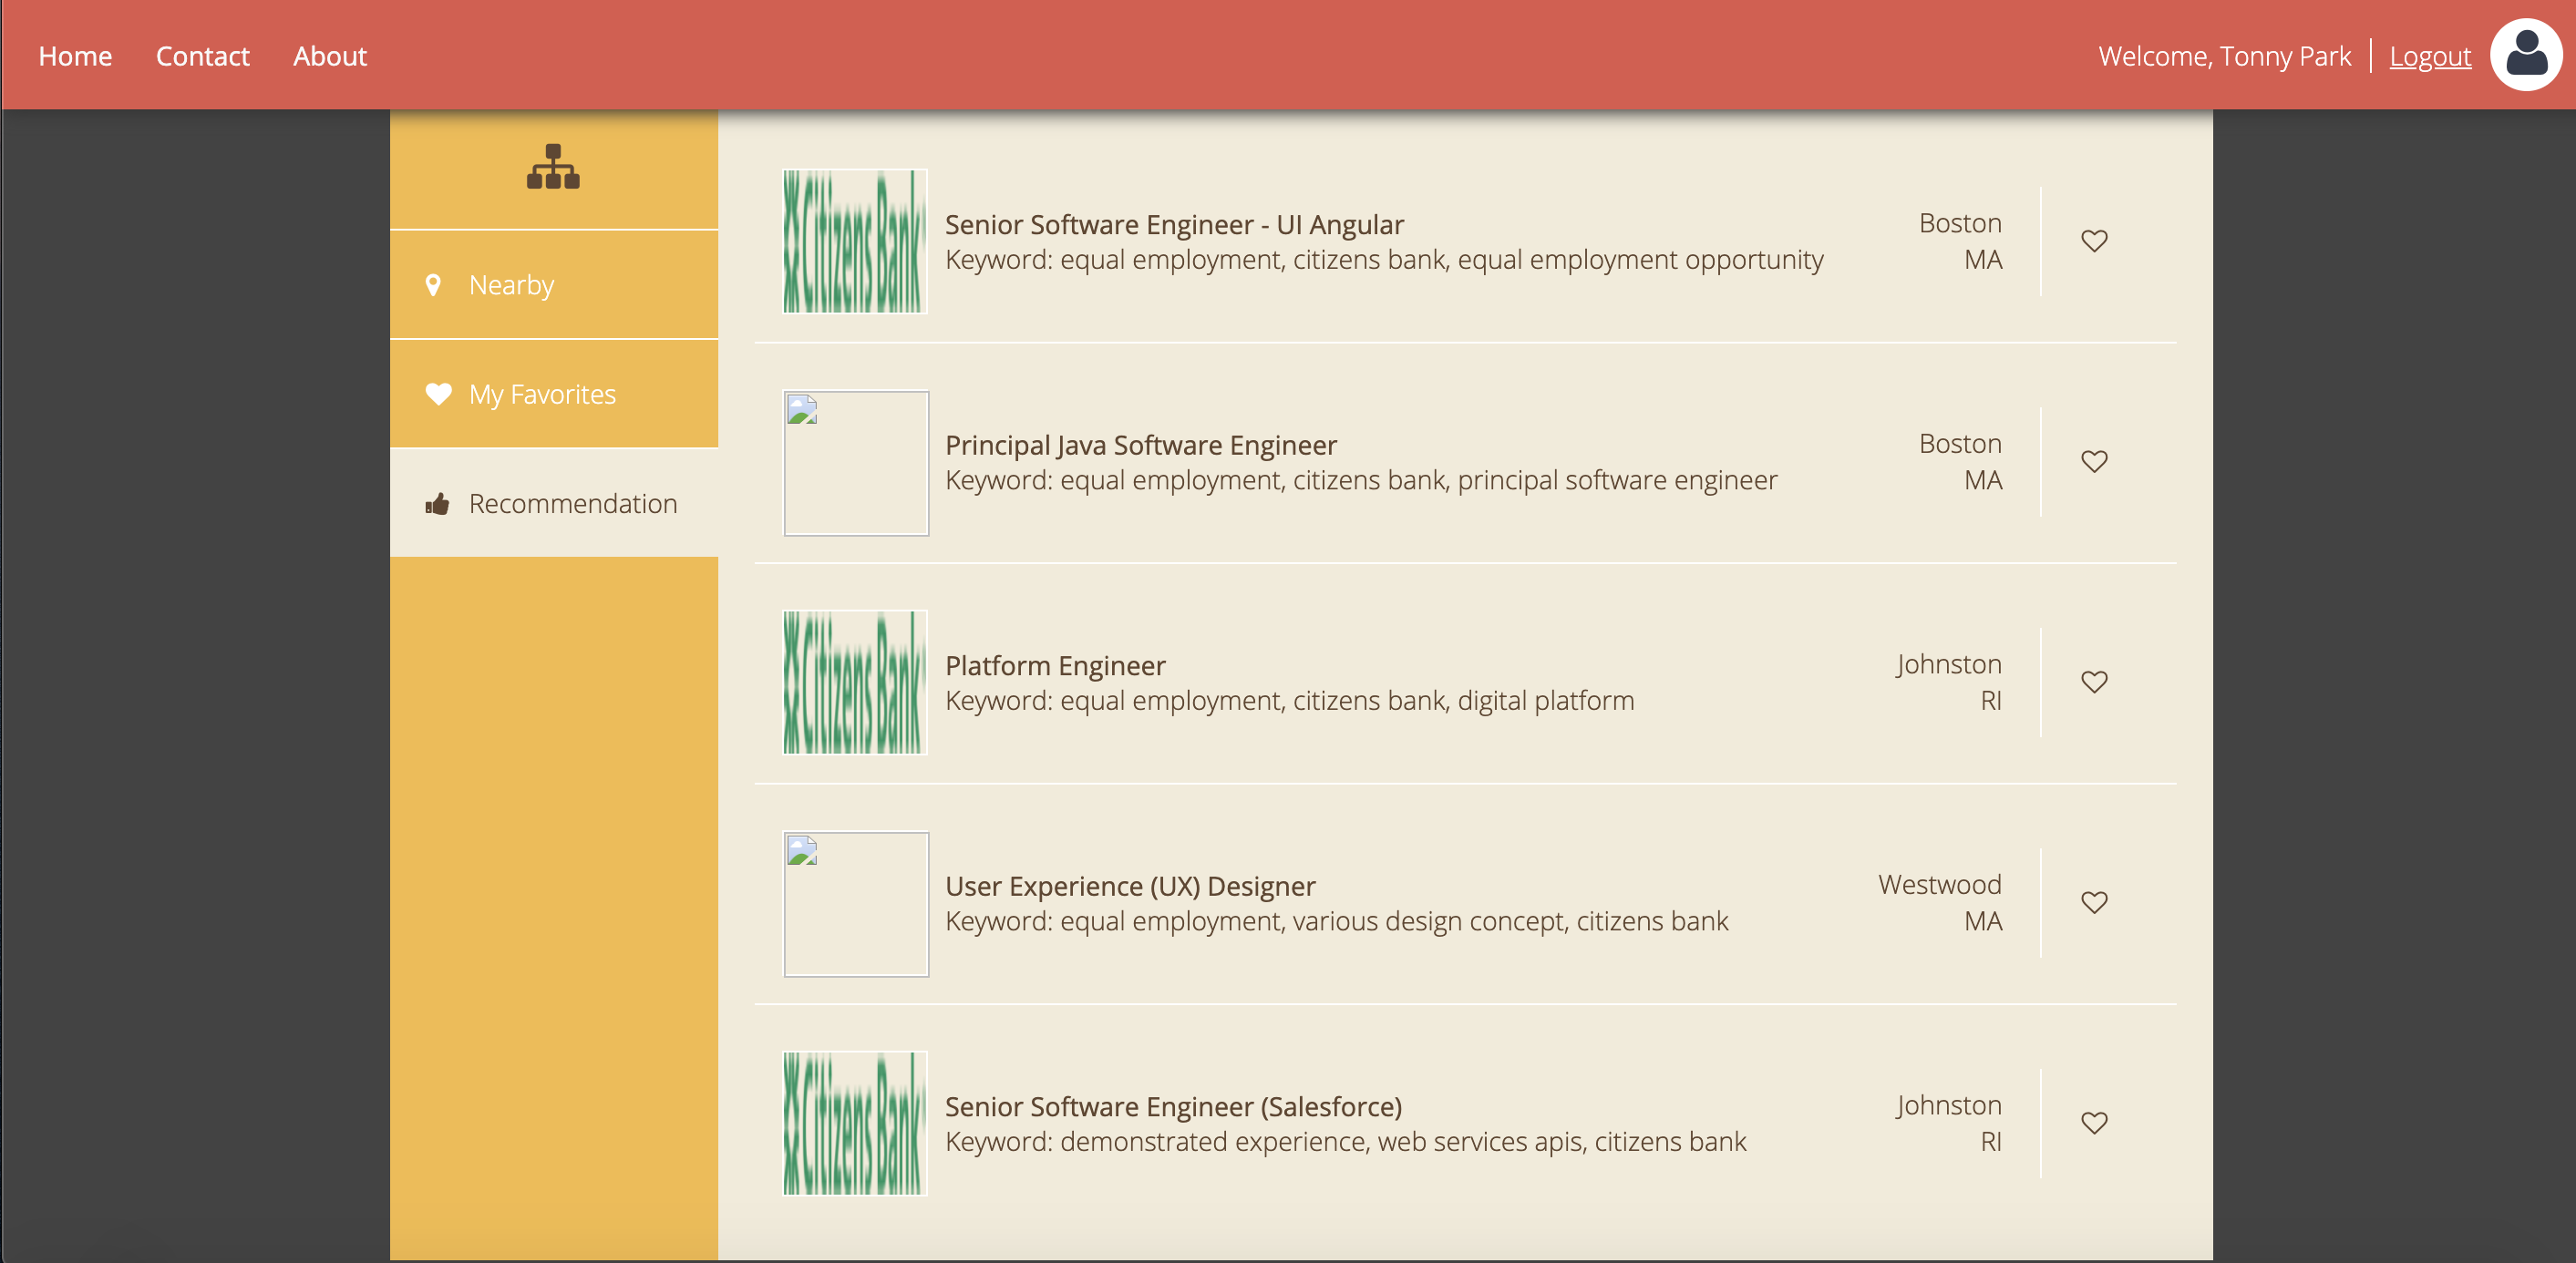 Home Contact About Welcome, Tonny Park Logout
Nearby
My Favorites
Recommendation
Citizens Bank
Senior Software Engineer - UI Angular
Keyword: equal employment, citizens bank, equal employment opportunity
Boston
MA
Principal Java Software Engineer
Keyword: equal employment, citizens bank, principal software engineer
Boston
MA
Citizens Bank
Platform Engineer
Keyword: equal employment, citizens bank, digital platform
Johnston
RI
User Experience (UX) Designer
Keyword: equal employment, various design concept, citizens bank
Westwood
MA
Citizens Bank
Senior Software Engineer (Salesforce)
Keyword: demonstrated experience, web services apis, citizens bank
Johnston
RI